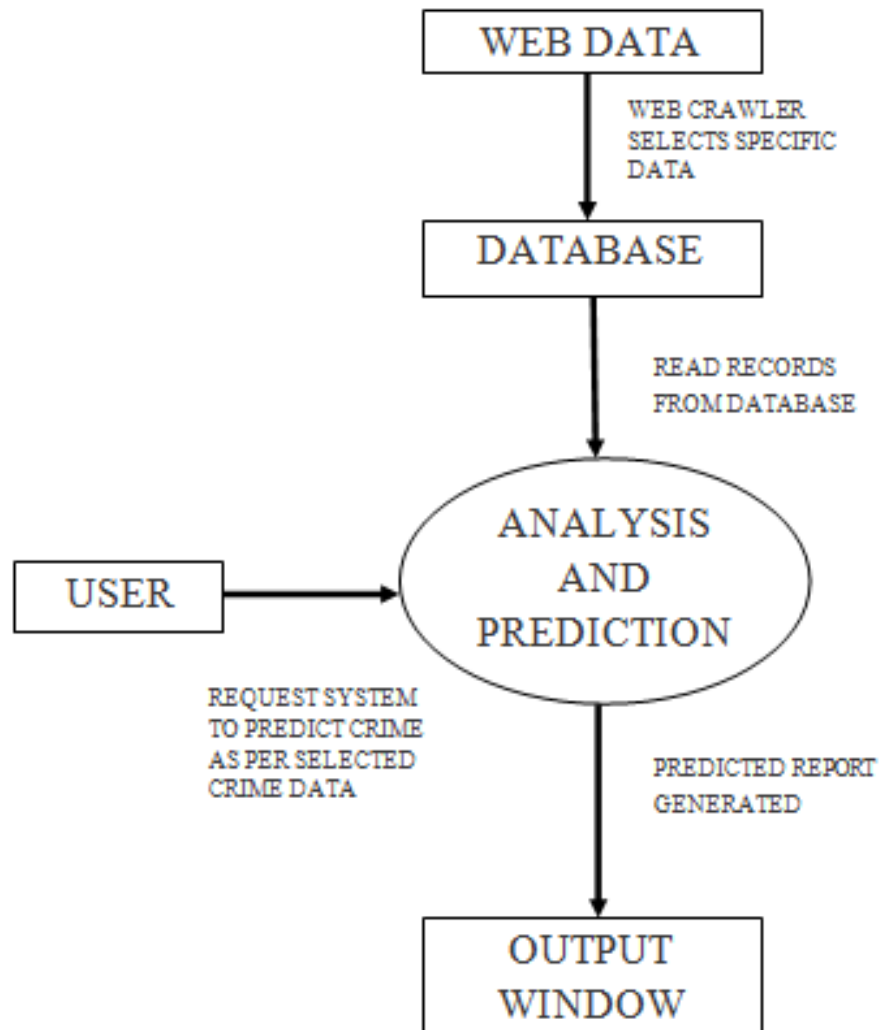 WEB DATA
WEB CRAWLER
SELECTS SPECIFIC
DATA
DATABASE
READ RECORDS
FROM DATABASE
ANALYSIS
AND
PREDICTION
USER
REQUEST SYSTEM
TO PREDICT CRIME
AS PER SELECTED
CRIME DATA
PREDICTED REPORT
GENERATED
OUTPUT
WINDOW